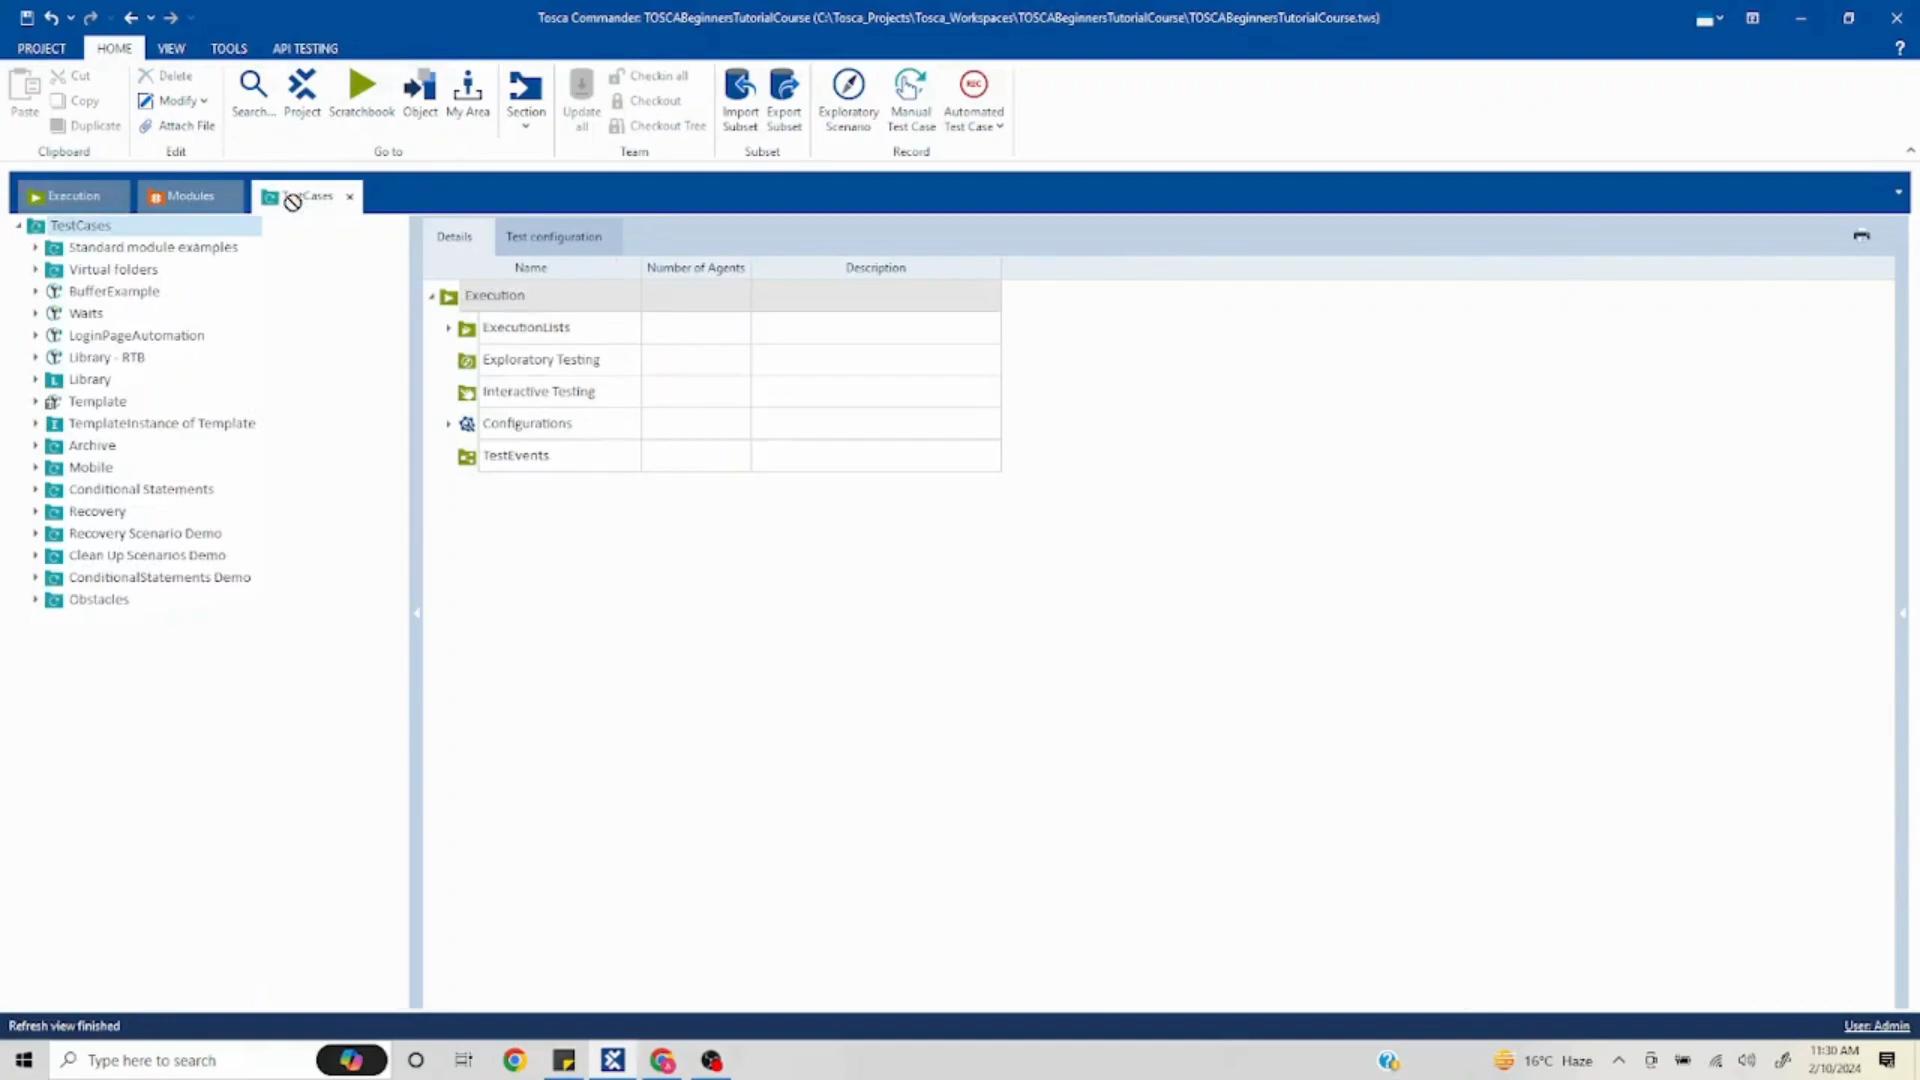 Tosca Commander: TOSCABeginnersTutorialCourse (C:\Tosca_Projects\Tosca_Workspaces\TOSCABeginnersTutorialCourse\TOSCABeginnersTutorialCourse.tws)
PROJECT HOME VIEW TOOLS API TESTING ?
Paste Cut Copy Duplicate
Delete Modify Attach File
Search... Project Scratchbook Object My Area
Section
Update all Checkin all Checkout Checkout Tree
Import Subset Export Subset
Exploratory Scenario Manual Test Case REC Automated Test Case
Clipboard Edit Go to Team Subset Record
Execution Modules TestCases
TestCases
Standard module examples
Virtual folders
BufferExample
Waits
LoginPageAutomation
Library - RTB
Library
Template
TemplateInstance of Template
Archive
Mobile
Conditional Statements
Recovery
Recovery Scenario Demo
Clean Up Scenarios Demo
ConditionalStatements Demo
Obstacles
Details Test configuration
Name Number of Agents Description
Execution
ExecutionLists
Exploratory Testing
Interactive Testing
Configurations
TestEvents
Refresh view finished User: Admin
Type here to search 16°C Haze 11:30 AM
2/10/2024